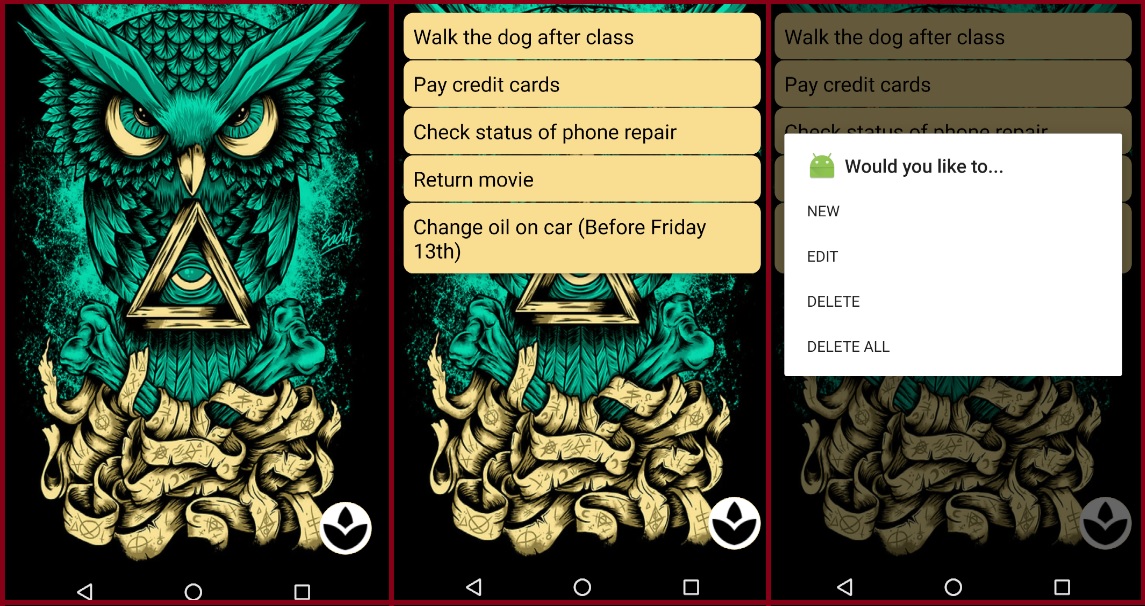 Sachit
Walk the dog after class
Pay credit cards
Check status of phone repair
Return movie
Change oil on car (Before Friday
13th)
Walk the dog after class
Pay credit cards
Check status of phone repair
Would you like to...
NEW
EDIT
DELETE
DELETE ALL